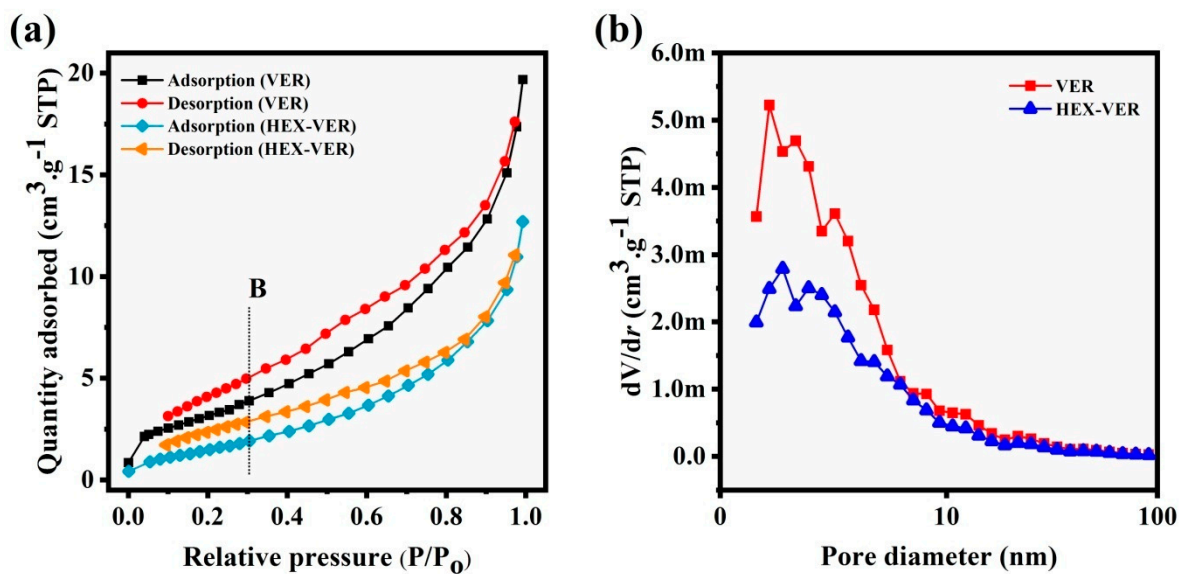 (a)
Quantity adsorbed (cm³.g⁻¹ STP)
20
15
10
5
0
Adsorption (VER)
Desorption (VER)
Adsorption (HEX-VER)
Desorption (HEX-VER)
B
0.0 0.2 0.4 0.6 0.8 1.0
Relative pressure (P/Po)
(b)
dV/dr (cm³.g⁻¹ STP)
6.0m
5.0m
4.0m
3.0m
2.0m
1.0m
0.0
VER
HEX-VER
0 10 100
Pore diameter (nm)